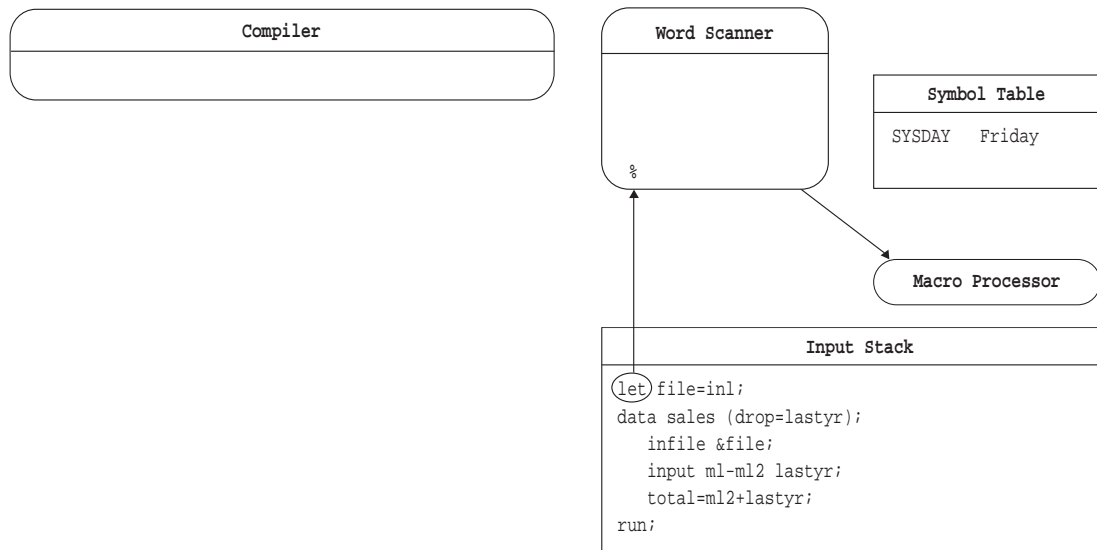 Compiler
Word Scanner
%
Symbol Table
SYSDAY Friday
Macro Processor
Input Stack
let file=inl;
data sales (drop=lastyr);
infile &file;
input ml-ml2 lastyr;
total=ml2+lastyr;
run;